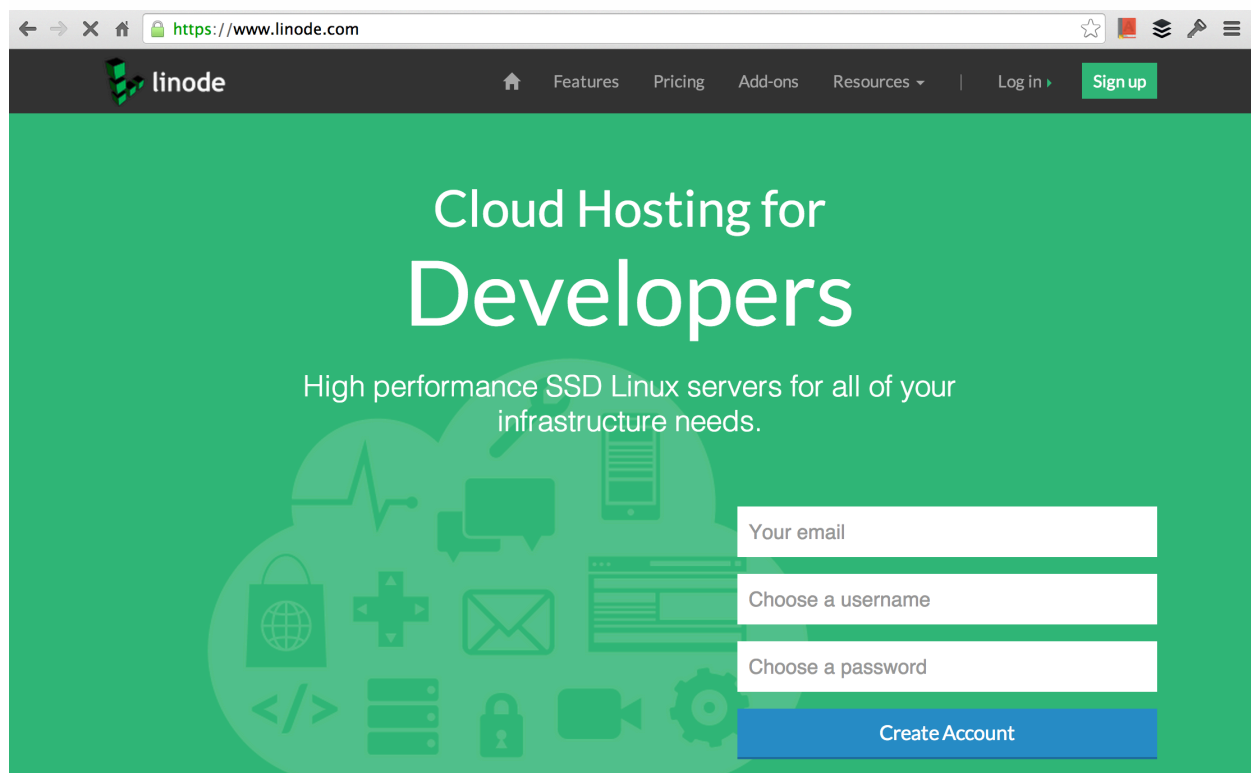 https://www.linode.com
linode
Features Pricing Add-ons Resources | Log in Sign up
Cloud Hosting for
Developers
High performance SSD Linux servers for all of your
infrastructure needs.
Your email
Choose a username
Choose a password
</>
Create Account